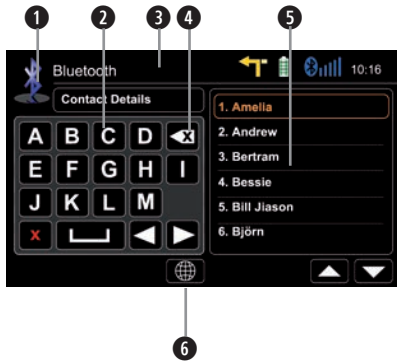 1 2 3 4 5
Bluetooth 10:16
Contact Details
A B C D X
E F G H I
J K L M
X
1. Amelia
2. Andrew
3. Bertram
4. Bessie
5. Bill Jiason
6. Björn
6